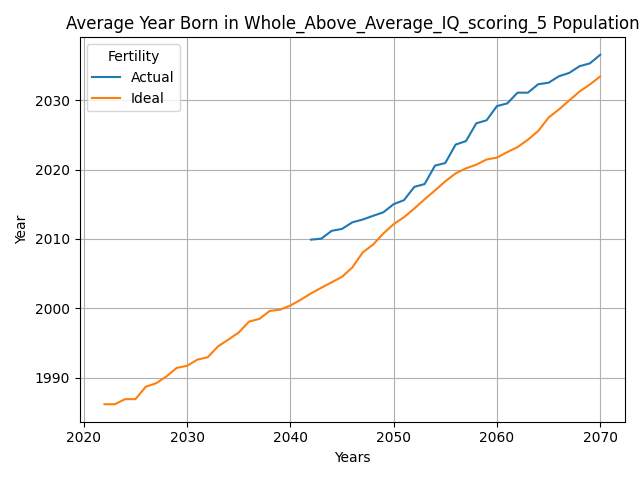 Average Year Born in Whole_Above_Average_IQ_scoring_5 Population
Fertility
Actual
Ideal
Year
2030
2020
2010
2000
1990
2020 2030 2040 2050 2060 2070
Years